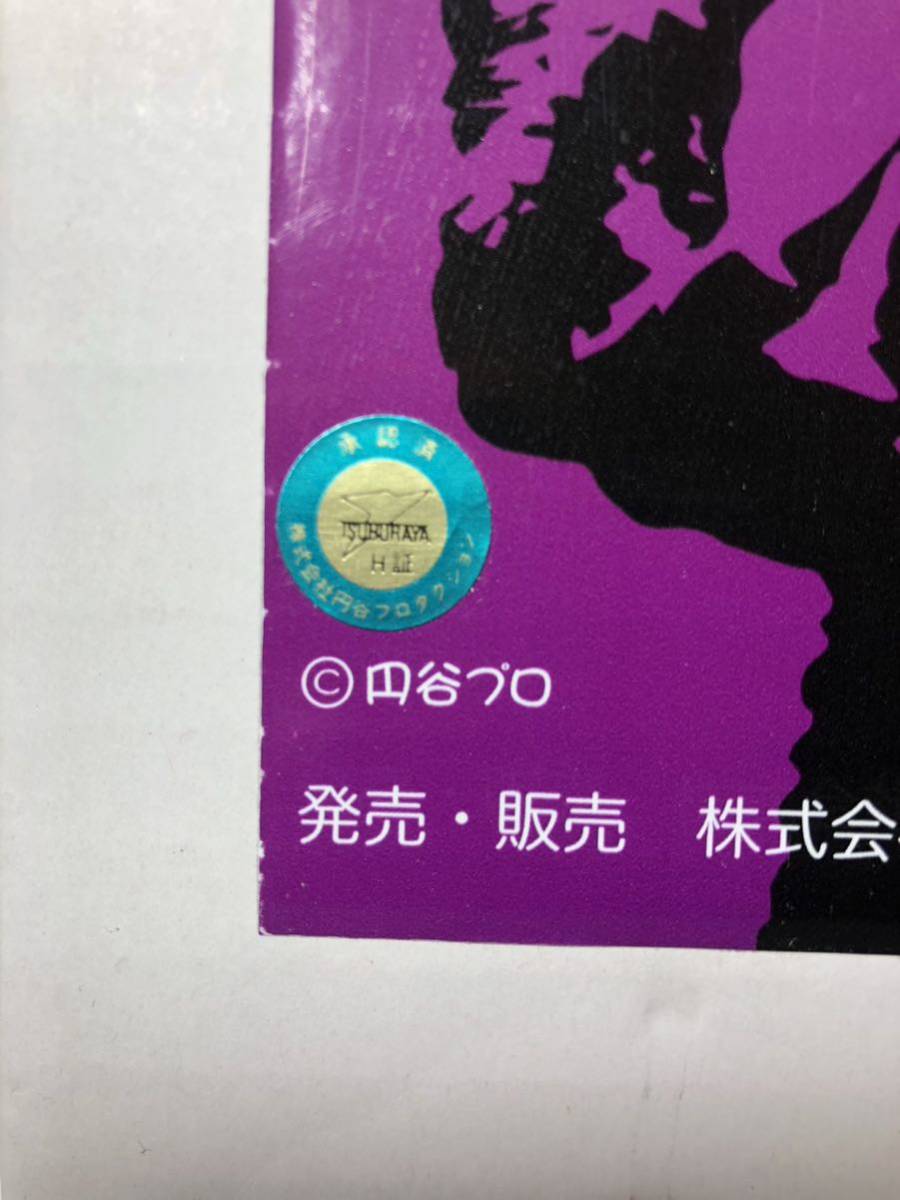 承認済
TSUBURAYA
H 証
株式会社円谷プロダクション
©円谷プロ
発売・販売　株式会